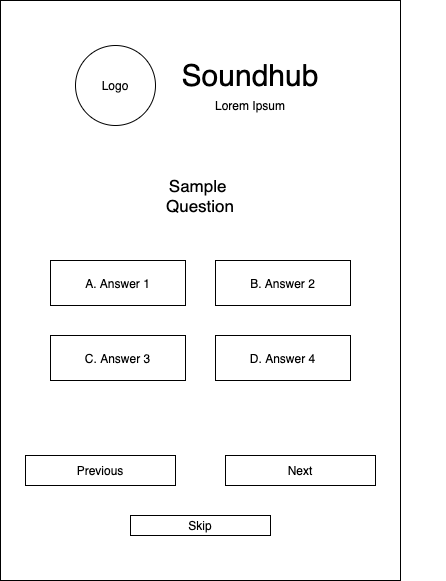 Logo
Soundhub
Lorem Ipsum
Sample
Question
A. Answer 1
B. Answer 2
C. Answer 3
D. Answer 4
Previous
Next
Skip